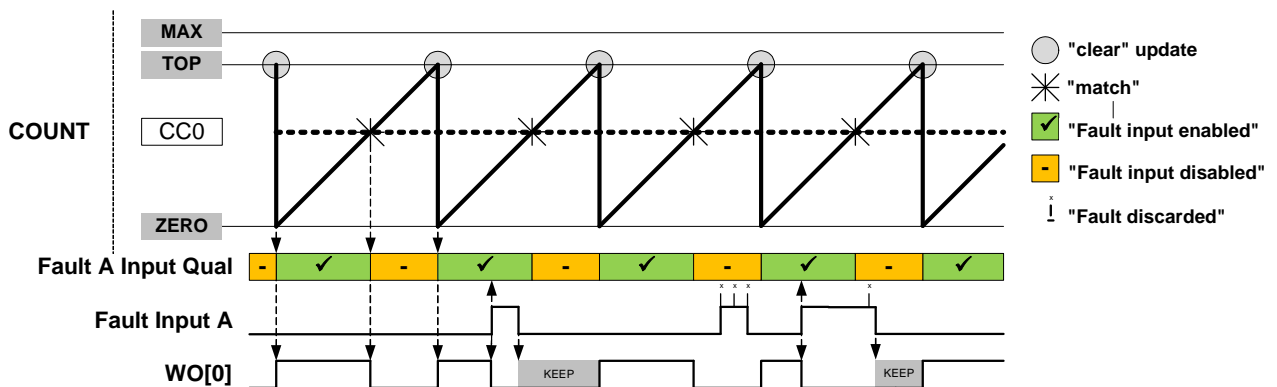 MAX
TOP
"clear" update
"match"
COUNT
CC0
"Fault input enabled"
-
"Fault input disabled"
x
ZERO
"Fault discarded"
Fault A Input Qual
- ✓ - ✓ - ✓ - ✓ - ✓
x x x x
Fault Input A
WO[0]
KEEP
KEEP